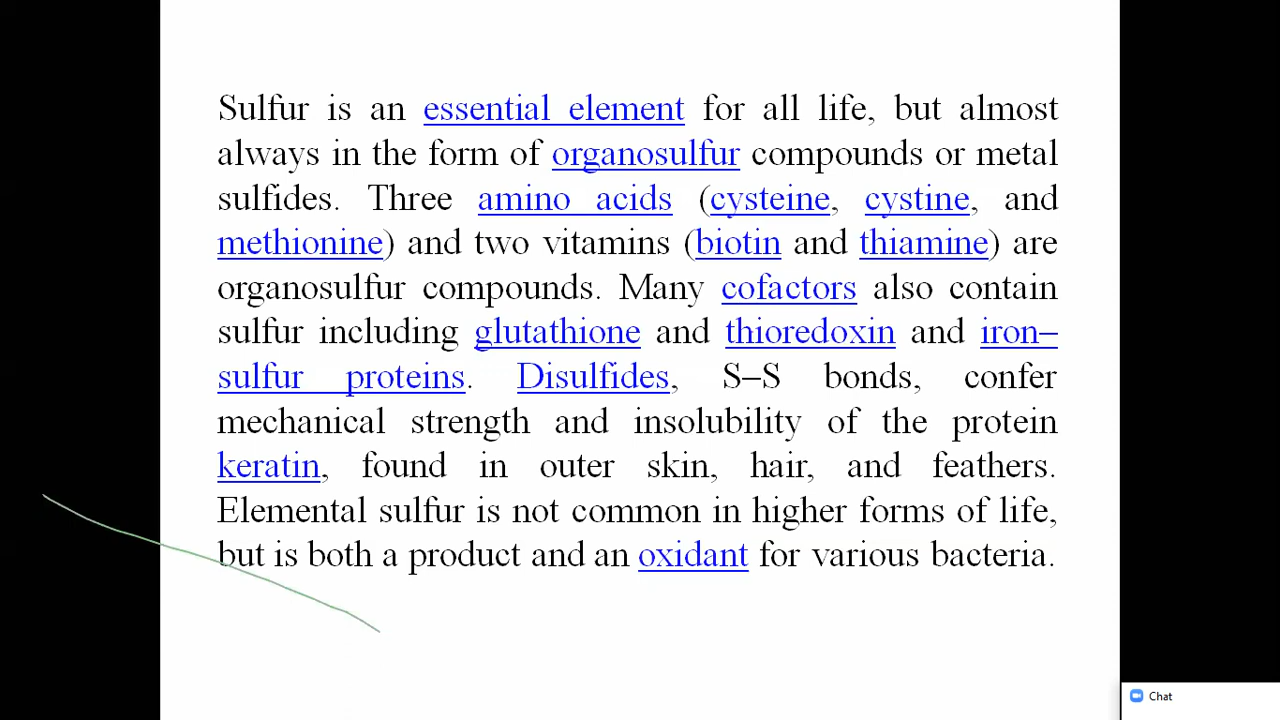 Sulfur is an essential element for all life, but almost
always in the form of organosulfur compounds or metal
sulfides. Three amino acids (cysteine, cystine, and
methionine) and two vitamins (biotin and thiamine) are
organosulfur compounds. Many cofactors also contain
sulfur including glutathione and thioredoxin and iron–
sulfur proteins. Disulfides, S–S bonds, confer
mechanical strength and insolubility of the protein
keratin, found in outer skin, hair, and feathers.
Elemental sulfur is not common in higher forms of life,
but is both a product and an oxidant for various bacteria.
Chat